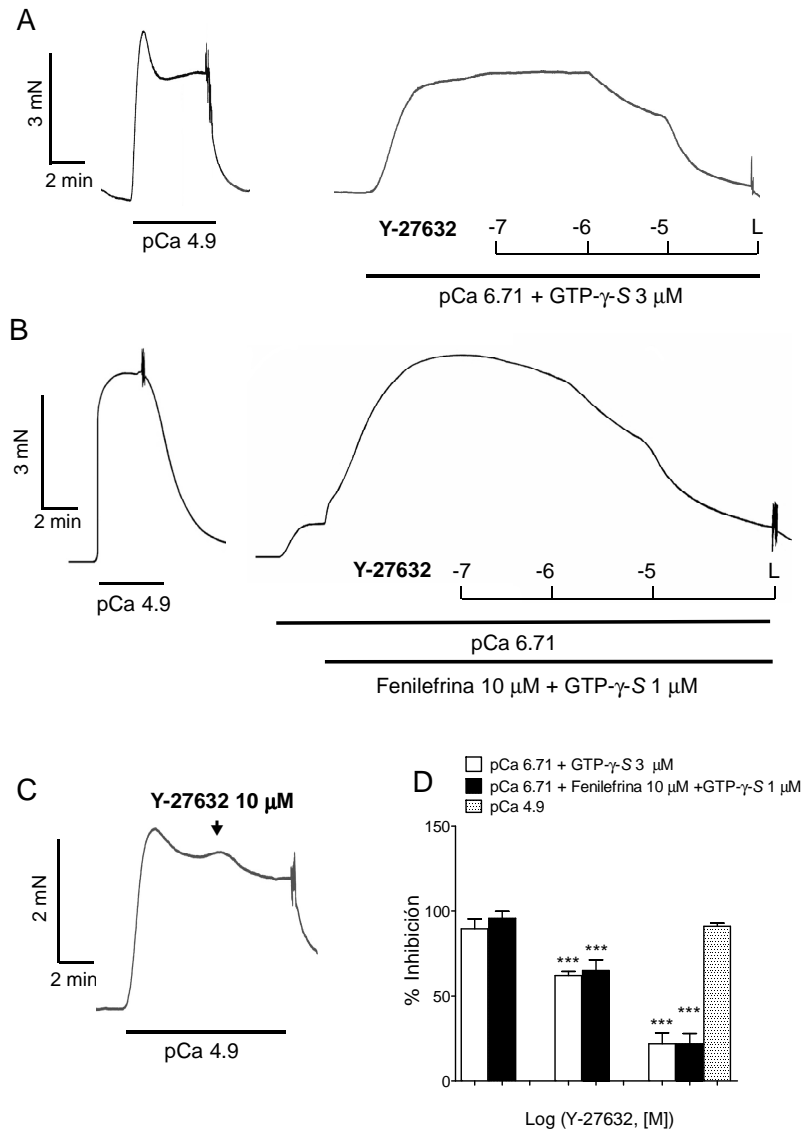 A
3 mN
2 min
pCa 4.9
Y-27632 -7 -6 -5 L
pCa 6.71 + GTP-γ-S 3 μM
B
3 mN
2 min
pCa 4.9
Y-27632 -7 -6 -5 L
pCa 6.71
Fenilefrina 10 μM + GTP-γ-S 1 μM
C
Y-27632 10 μM
2 mN
2 min
pCa 4.9
D
pCa 6.71 + GTP-γ-S 3 μM
pCa 6.71 + Fenilefrina 10 μM +GTP-γ-S 1 μM
pCa 4.9
% Inhibición
150
100
50
0
*** ***
*** ***
Log (Y-27632, [M])